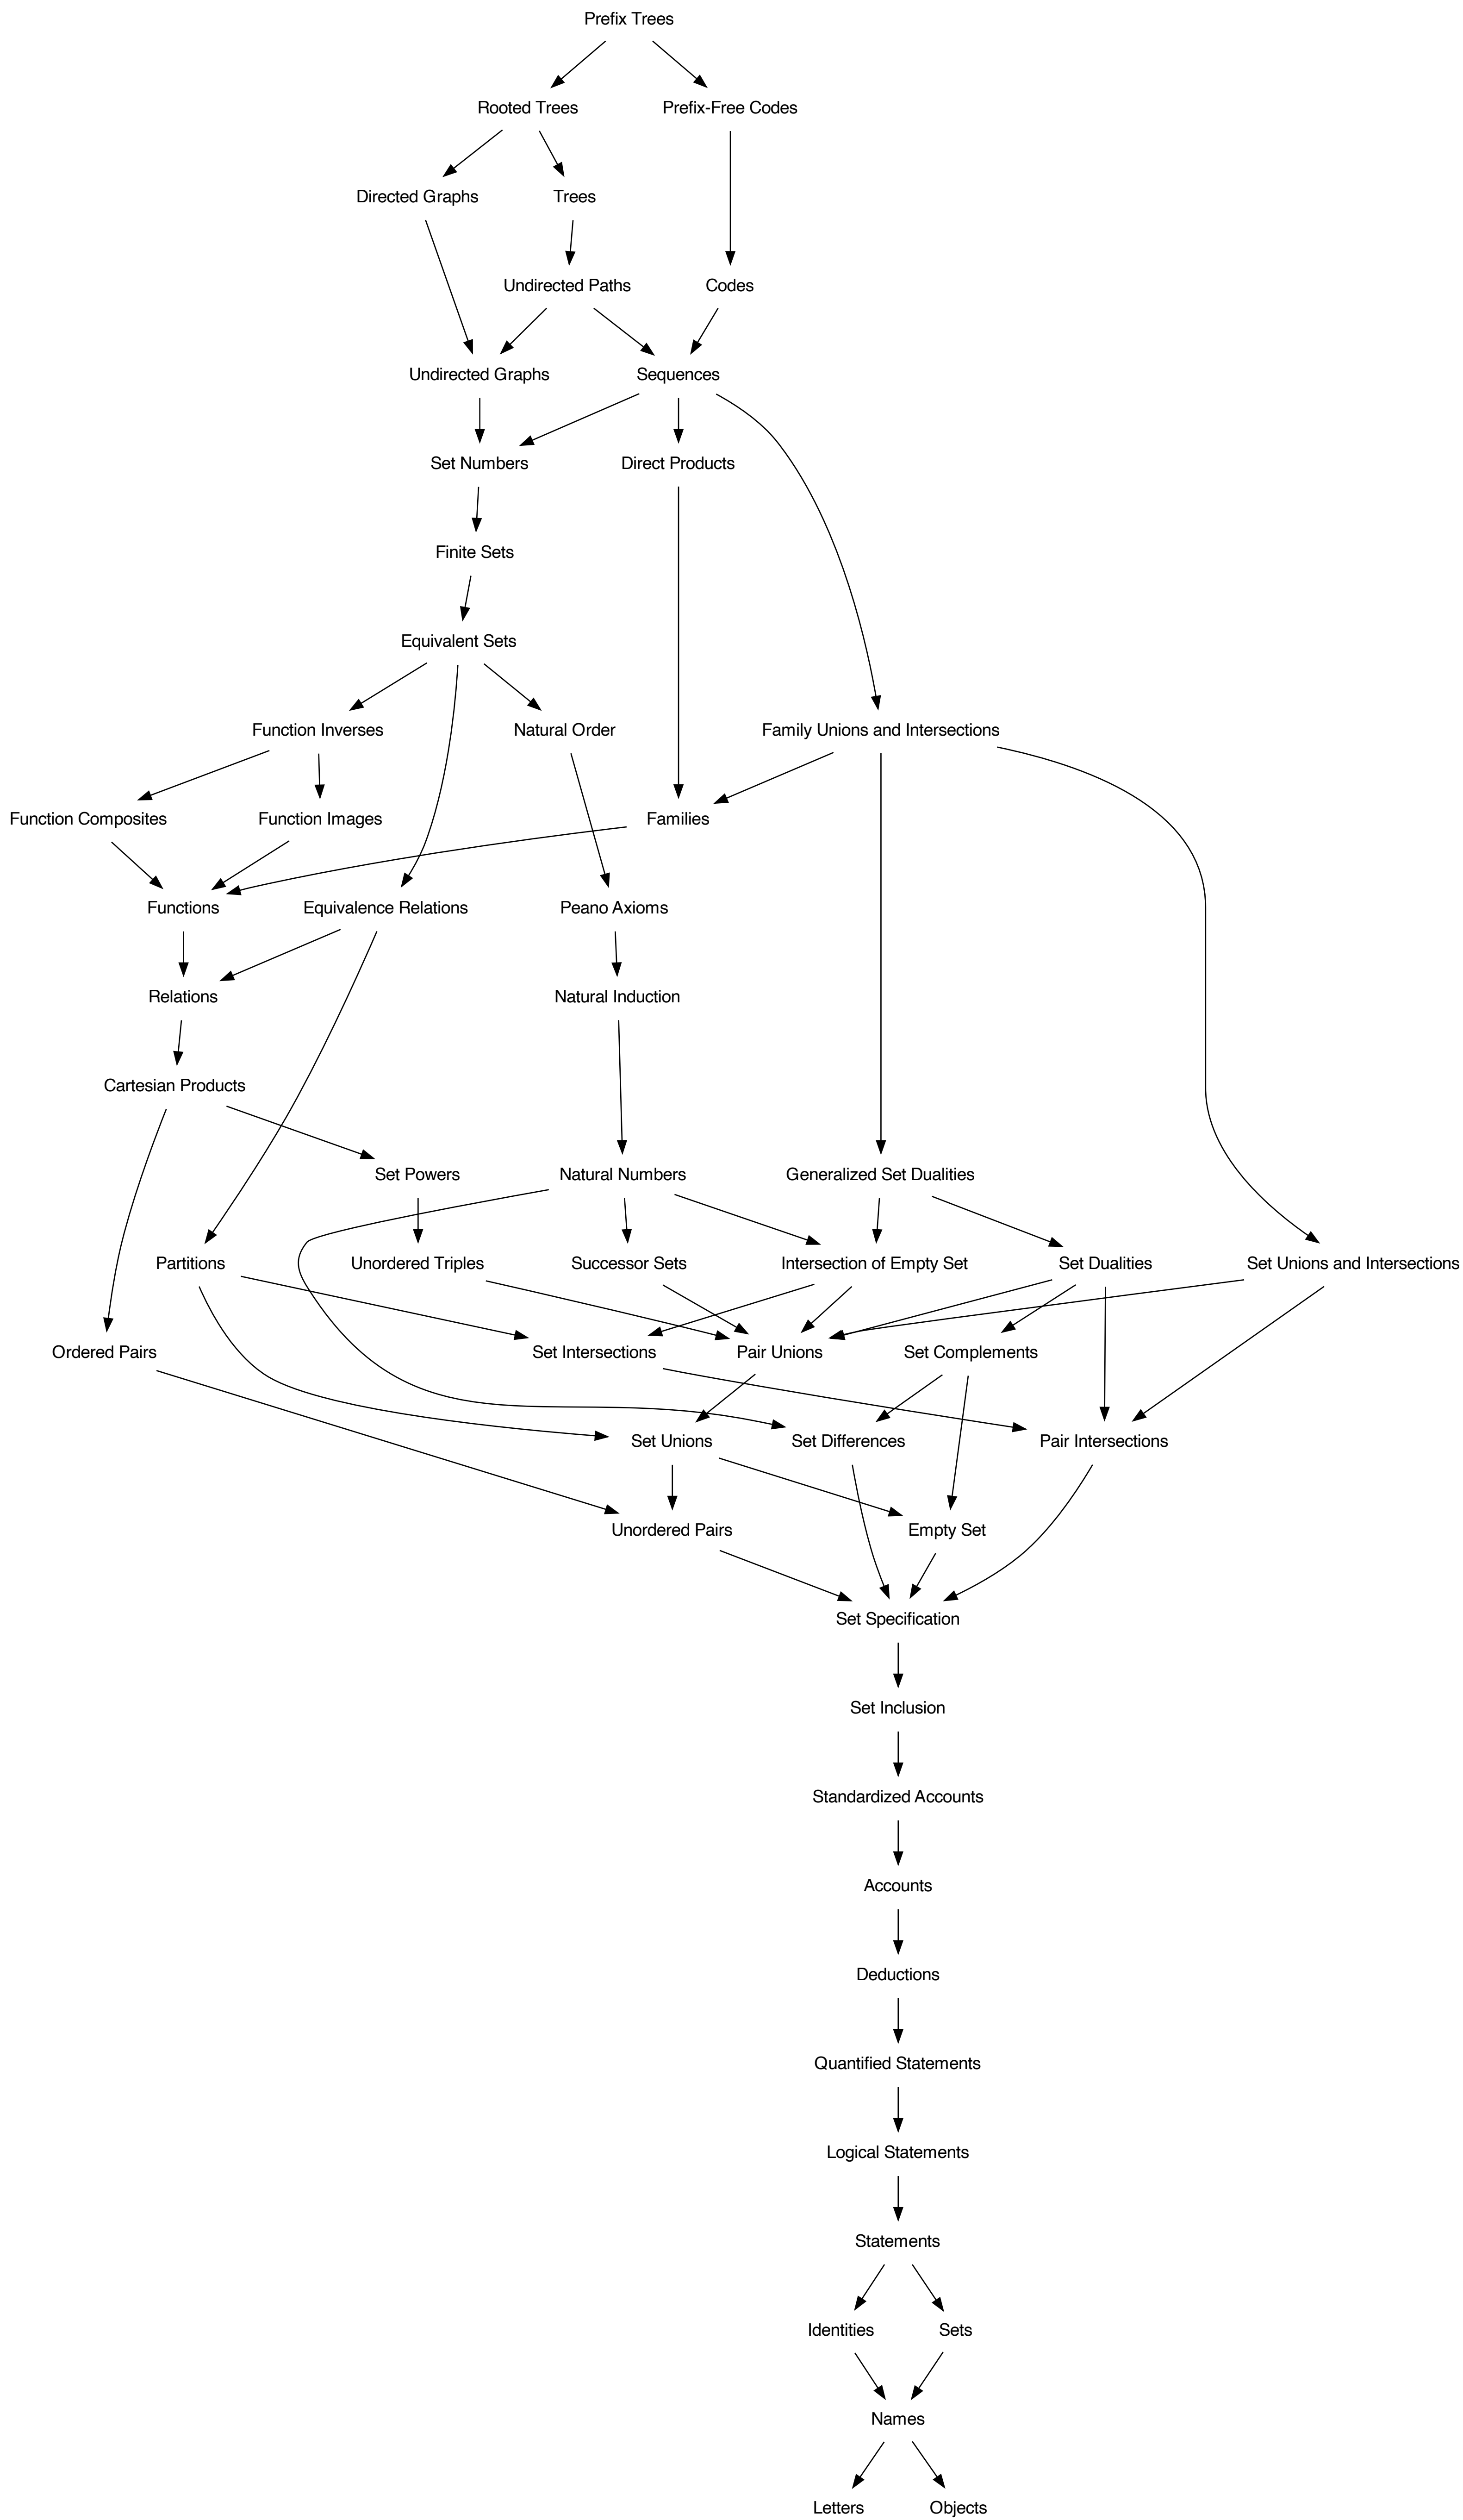 Prefix Trees
Rooted Trees
Prefix-Free Codes
Directed Graphs
Trees
Undirected Paths
Codes
Undirected Graphs
Sequences
Set Numbers
Direct Products
Finite Sets
Equivalent Sets
Function Inverses
Natural Order
Family Unions and Intersections
Function Composites
Function Images
Families
Functions
Equivalence Relations
Peano Axioms
Relations
Natural Induction
Cartesian Products
Set Powers
Natural Numbers
Generalized Set Dualities
Partitions
Unordered Triples
Successor Sets
Intersection of Empty Set
Set Dualities
Set Unions and Intersections
Ordered Pairs
Set Intersections
Pair Unions
Set Complements
Set Unions
Set Differences
Pair Intersections
Unordered Pairs
Empty Set
Set Specification
Set Inclusion
Standardized Accounts
Accounts
Deductions
Quantified Statements
Logical Statements
Statements
Identities
Sets
Names
Letters
Objects